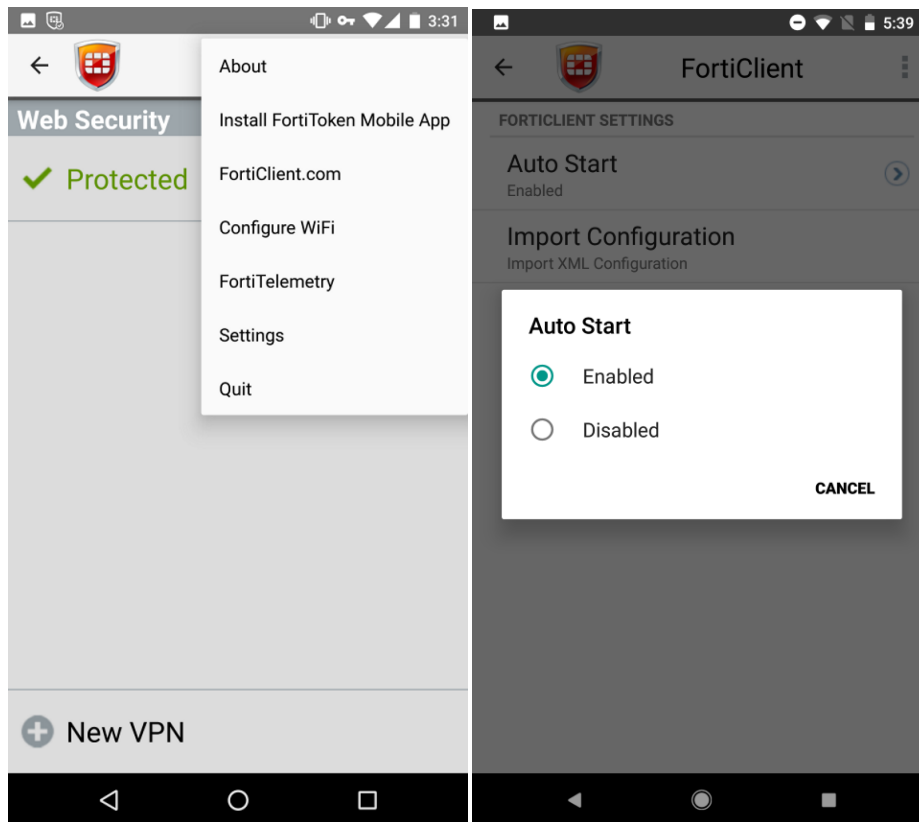 3:31
About
Web Security
Install FortiToken Mobile App
Protected
FortiClient.com
Configure WiFi
FortiTelemetry
Settings
Quit
New VPN
5:39
FortiClient
FORTICLIENT SETTINGS
Auto Start
Enabled
Import Configuration
Import XML Configuration
Auto Start
Enabled
Disabled
CANCEL